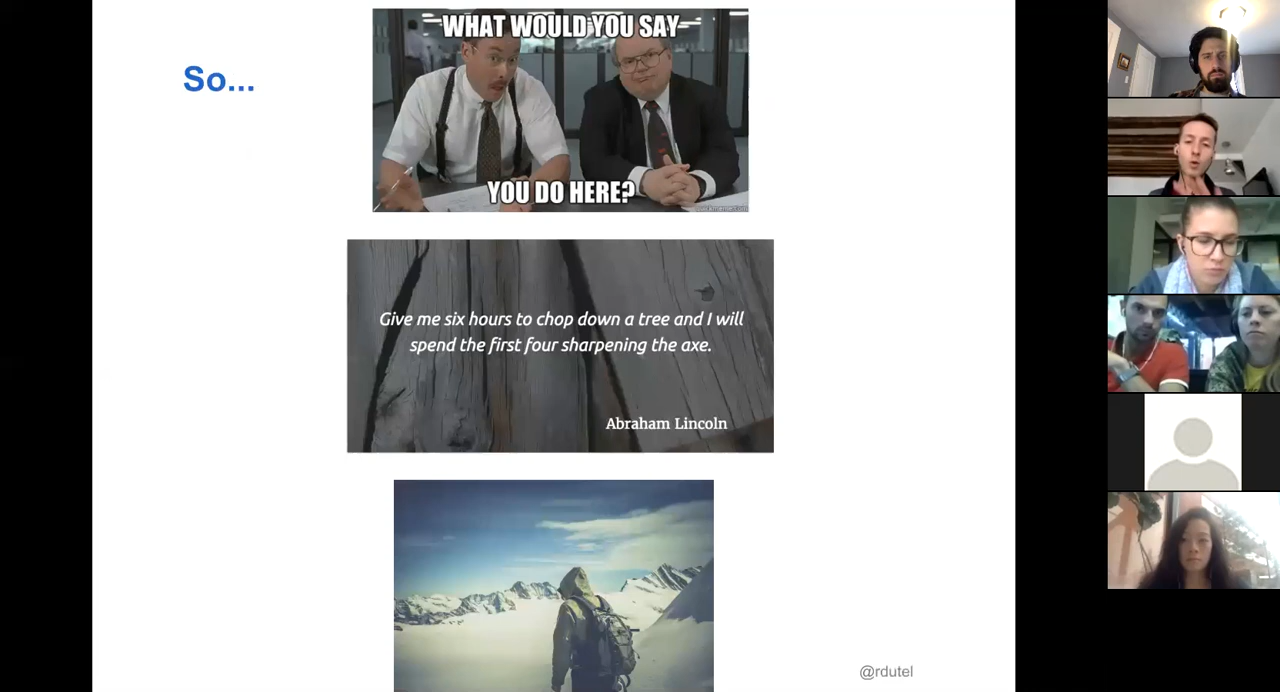 So...
WHAT WOULD YOU SAY
YOU DO HERE?
Give me six hours to chop down a tree and I will
spend the first four sharpening the axe.
Abraham Lincoln
@rdutel